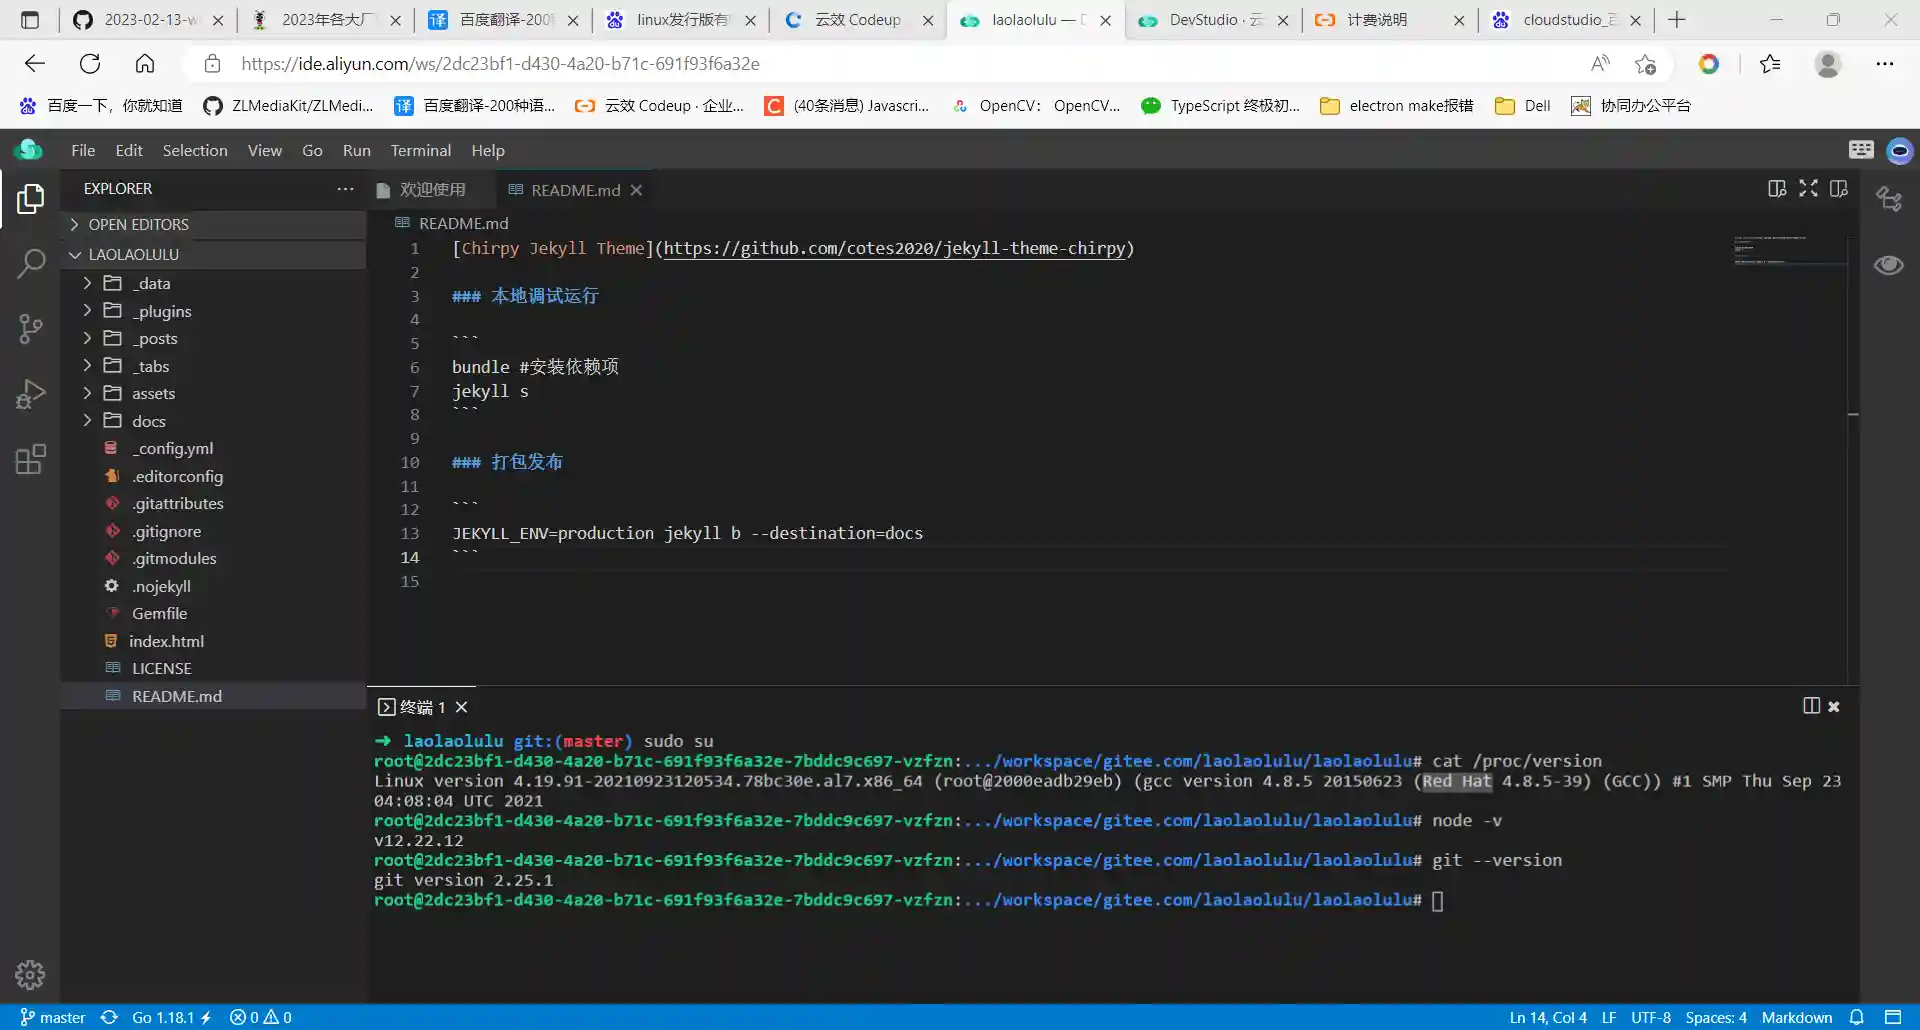 2023-02-13-w
2023年各大厂
百度翻译-200
linux发行版有
云效 Codeup
laolaolulu —
DevStudio · 云
计费说明
cloudstudio_百
https://ide.aliyun.com/ws/2dc23bf1-d430-4a20-b71c-691f93f6a32e
百度一下，你就知道
ZLMediaKit/ZLMedi...
百度翻译-200种语...
云效 Codeup · 企业...
(40条消息) Javascri...
OpenCV： OpenCV...
TypeScript 终极初...
electron make报错
Dell
协同办公平台
File Edit Selection View Go Run Terminal Help
EXPLORER
OPEN EDITORS
LAOLAOLULU
_data
_plugins
_posts
_tabs
assets
docs
_config.yml
.editorconfig
.gitattributes
.gitignore
.gitmodules
.nojekyll
Gemfile
index.html
LICENSE
README.md
欢迎使用
README.md
README.md
1 [Chirpy Jekyll Theme](https://github.com/cotes2020/jekyll-theme-chirpy)
2
3 ### 本地调试运行
4
5 ```
6 bundle #安装依赖项
7 jekyll s
8 ```
9
10 ### 打包发布
11
12 ```
13 JEKYLL_ENV=production jekyll b --destination=docs
14 ```
15
终端 1
➜ laolaolulu git:(master) sudo su
root@2dc23bf1-d430-4a20-b71c-691f93f6a32e-7bddc9c697-vzfzn:.../workspace/gitee.com/laolaolulu/laolaolulu# cat /proc/version
Linux version 4.19.91-20210923120534.78bc30e.al7.x86_64 (root@2000eadb29eb) (gcc version 4.8.5 20150623 (Red Hat 4.8.5-39) (GCC)) #1 SMP Thu Sep 23
04:08:04 UTC 2021
root@2dc23bf1-d430-4a20-b71c-691f93f6a32e-7bddc9c697-vzfzn:.../workspace/gitee.com/laolaolulu/laolaolulu# node -v
v12.22.12
root@2dc23bf1-d430-4a20-b71c-691f93f6a32e-7bddc9c697-vzfzn:.../workspace/gitee.com/laolaolulu/laolaolulu# git --version
git version 2.25.1
root@2dc23bf1-d430-4a20-b71c-691f93f6a32e-7bddc9c697-vzfzn:.../workspace/gitee.com/laolaolulu/laolaolulu#
master Go 1.18.1 0 0
Ln 14, Col 4 LF UTF-8 Spaces: 4 Markdown